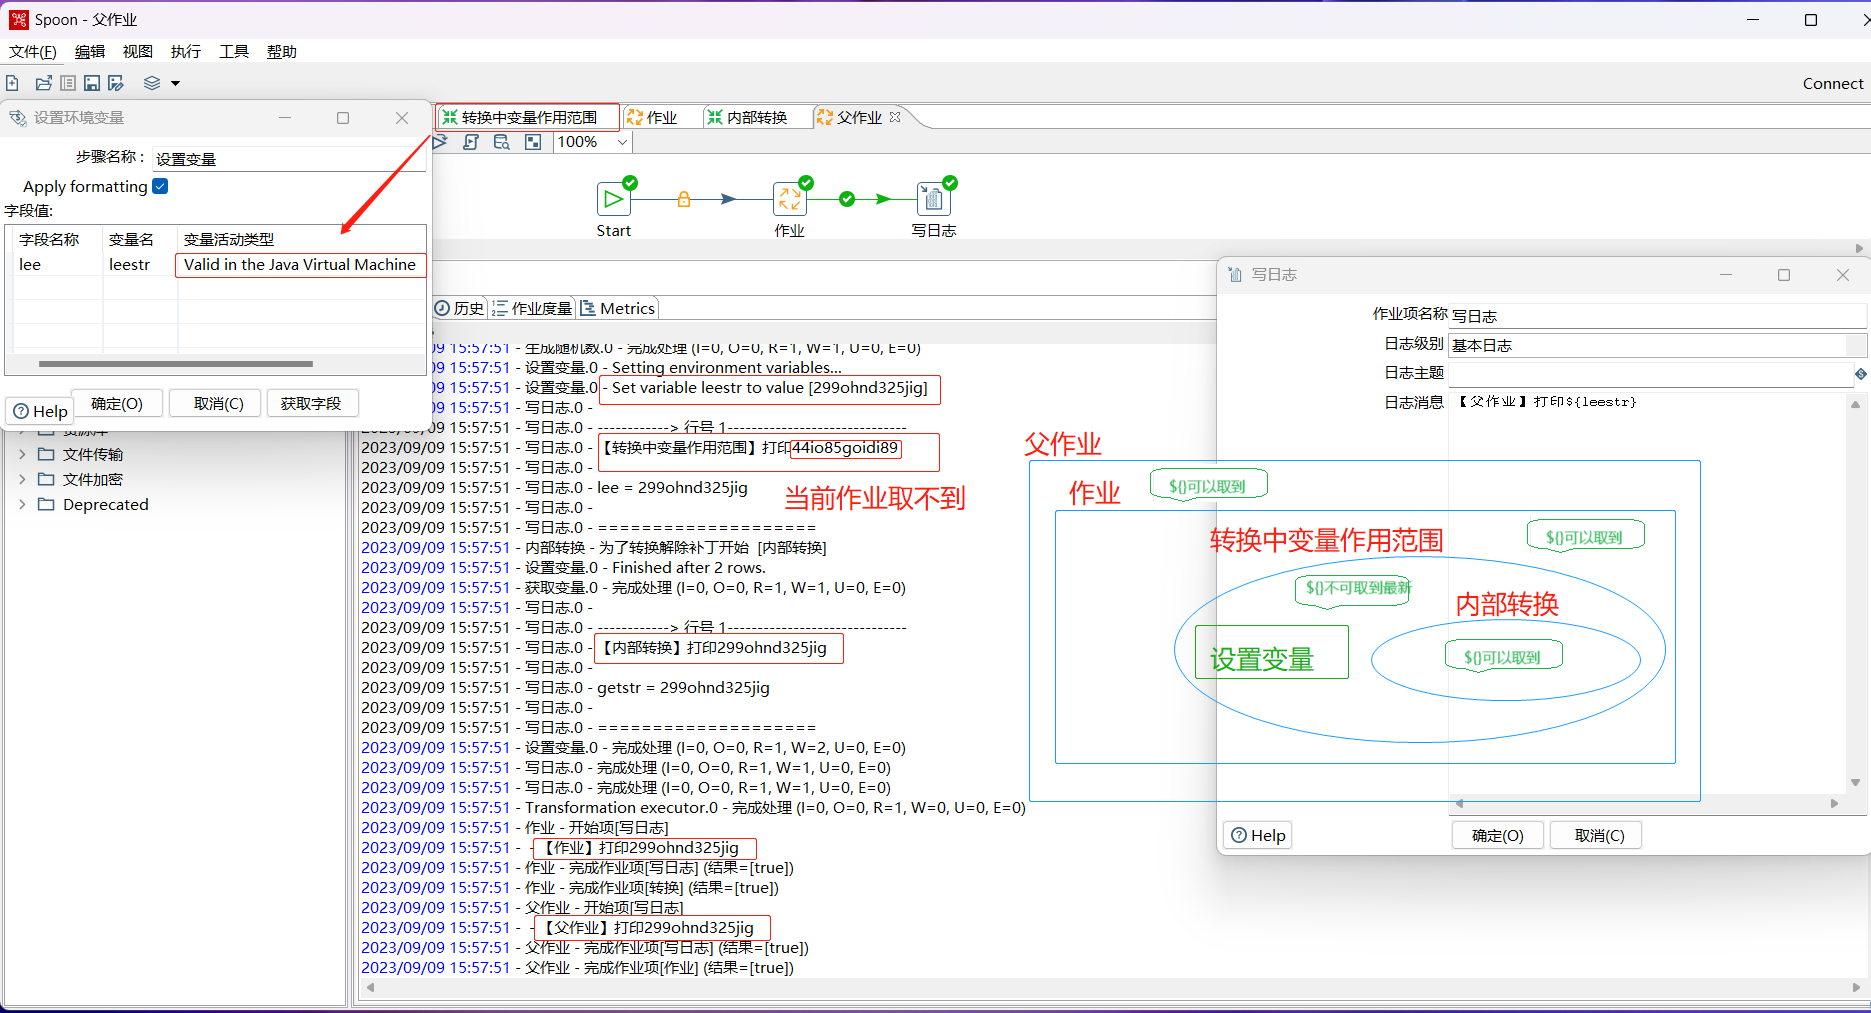 Spoon - 父作业
文件(F) 编辑 视图 执行 工具 帮助
Connect
设置环境变量
步骤名称： 设置变量
Apply formatting
字段值:
字段名称 变量名 变量活动类型
lee leestr Valid in the Java Virtual Machine
确定(O) 取消(C) 获取字段
Help
文件传输
文件加密
Deprecated
转换中变量作用范围 作业 内部转换 父作业
100%
Start 作业 写日志
历史 作业度量 Metrics
09 15:57:51 - 生成随机数.0 - 完成处理 (I=0, O=0, R=1, W=1, U=0, E=0)
09 15:57:51 - 设置变量.0 - Setting environment variables...
09 15:57:51 - 设置变量.0 - Set variable leestr to value [299ohnd325jig]
09 15:57:51 - 写日志.0 -
2023/09/09 15:57:51 - 写日志.0 - ------------> 行号 1------------------------------
2023/09/09 15:57:51 - 写日志.0 - 【转换中变量作用范围】打印44io85goidi89
2023/09/09 15:57:51 - 写日志.0 -
2023/09/09 15:57:51 - 写日志.0 - lee = 299ohnd325jig
2023/09/09 15:57:51 - 写日志.0 -
2023/09/09 15:57:51 - 写日志.0 - ====================
2023/09/09 15:57:51 - 内部转换 - 为了转换解除补丁开始  [内部转换]
2023/09/09 15:57:51 - 设置变量.0 - Finished after 2 rows.
2023/09/09 15:57:51 - 获取变量.0 - 完成处理 (I=0, O=0, R=1, W=1, U=0, E=0)
2023/09/09 15:57:51 - 写日志.0 -
2023/09/09 15:57:51 - 写日志.0 - ------------> 行号 1------------------------------
2023/09/09 15:57:51 - 写日志.0 - 【内部转换】打印299ohnd325jig
2023/09/09 15:57:51 - 写日志.0 -
2023/09/09 15:57:51 - 写日志.0 - getstr = 299ohnd325jig
2023/09/09 15:57:51 - 写日志.0 -
2023/09/09 15:57:51 - 写日志.0 - ====================
2023/09/09 15:57:51 - 设置变量.0 - 完成处理 (I=0, O=0, R=1, W=2, U=0, E=0)
2023/09/09 15:57:51 - 写日志.0 - 完成处理 (I=0, O=0, R=1, W=1, U=0, E=0)
2023/09/09 15:57:51 - 写日志.0 - 完成处理 (I=0, O=0, R=1, W=1, U=0, E=0)
2023/09/09 15:57:51 - Transformation executor.0 - 完成处理 (I=0, O=0, R=1, W=0, U=0, E=0)
2023/09/09 15:57:51 - 作业 - 开始项[写日志]
2023/09/09 15:57:51 - - 【作业】打印299ohnd325jig
2023/09/09 15:57:51 - 作业 - 完成作业项[写日志] (结果=[true])
2023/09/09 15:57:51 - 作业 - 完成作业项[转换] (结果=[true])
2023/09/09 15:57:51 - 父作业 - 开始项[写日志]
2023/09/09 15:57:51 - - 【父作业】打印299ohnd325jig
2023/09/09 15:57:51 - 父作业 - 完成作业项[写日志] (结果=[true])
2023/09/09 15:57:51 - 父作业 - 完成作业项[作业] (结果=[true])
当前作业取不到
写日志
作业项名称 写日志
日志级别 基本日志
日志主题
日志消息 【父作业】打印${leestr}
父作业
作业 ${}可以取到
转换中变量作用范围 ${}可以取到
${}不可取到最新
内部转换
设置变量 ${}可以取到
Help 确定(O) 取消(C)